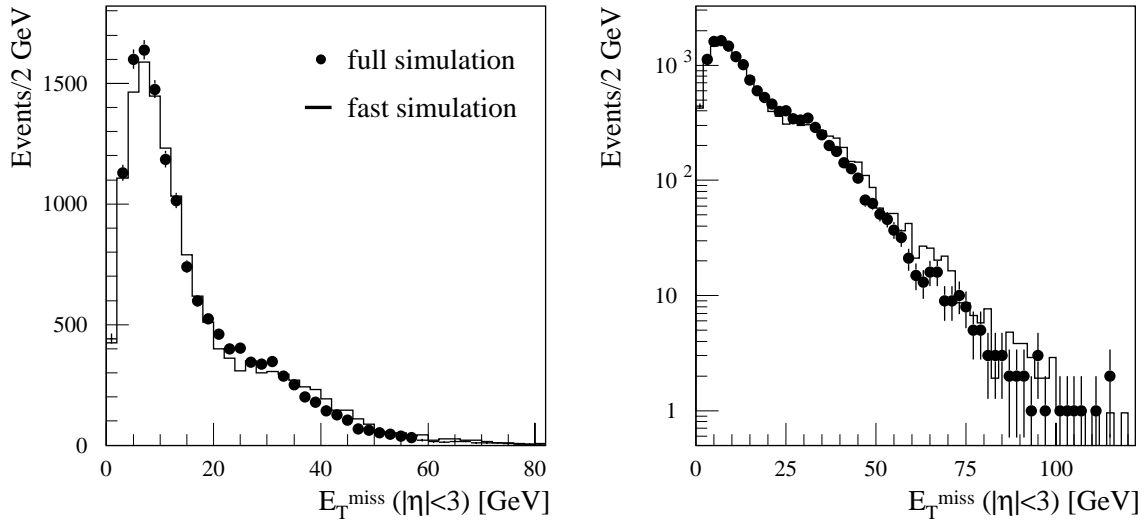 Events/2 GeV
1500
1000
500
0
full simulation
fast simulation
0 20 40 60 80
E_T^miss (|η|<3) [GeV]
Events/2 GeV
10^3
10^2
10
1
0 25 50 75 100
E_T^miss (|η|<3) [GeV]